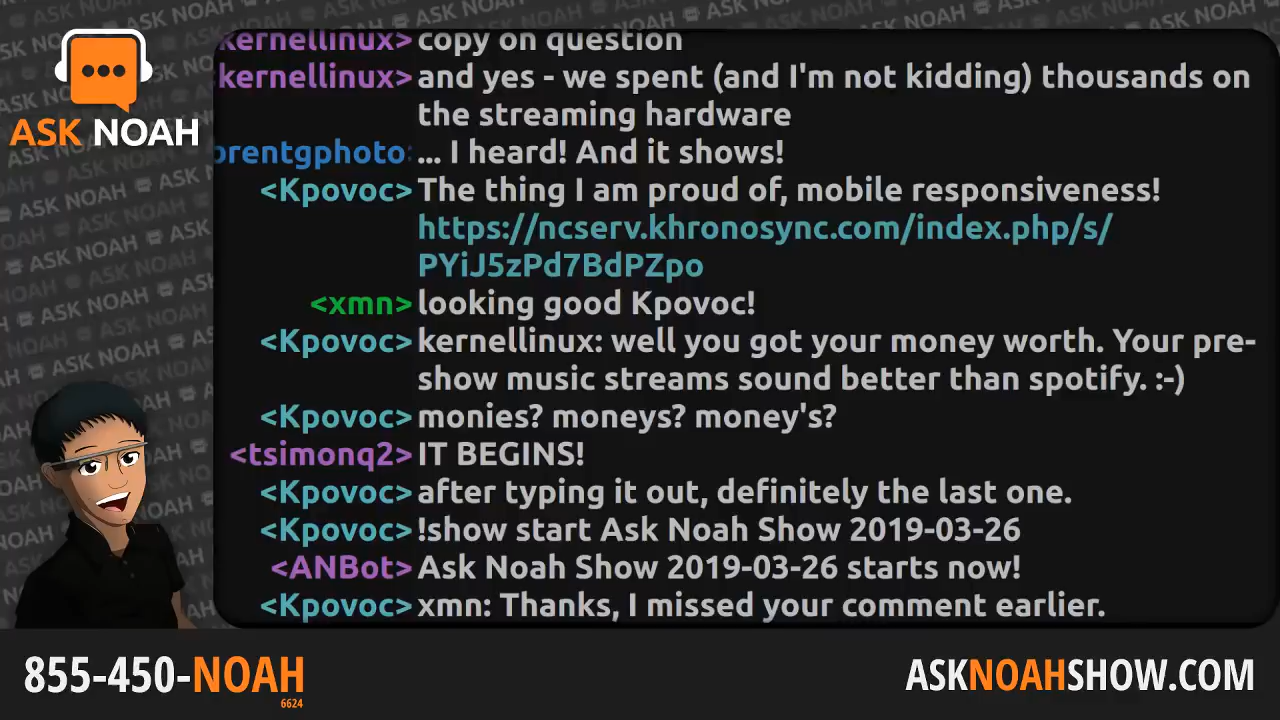 kernellinux> copy on question
kernellinux> and yes - we spent (and I'm not kidding) thousands on
the streaming hardware
brentgphoto: ... I heard! And it shows!
<Kpovoc> The thing I am proud of, mobile responsiveness!
https://ncserv.khronosync.com/index.php/s/
PYiJ5zPd7BdPZpo
<xmn> looking good Kpovoc!
<Kpovoc> kernellinux: well you got your money worth. Your pre-
show music streams sound better than spotify. :-)
<Kpovoc> monies? moneys? money's?
<tsimonq2> IT BEGINS!
<Kpovoc> after typing it out, definitely the last one.
<Kpovoc> !show start Ask Noah Show 2019-03-26
<ANBot> Ask Noah Show 2019-03-26 starts now!
<Kpovoc> xmn: Thanks, I missed your comment earlier.
ASK NOAH
855-450-NOAH
6624
ASKNOAHSHOW.COM